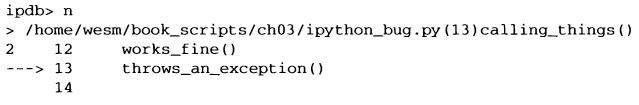 ipdb> n
> /home/wesm/book_scripts/ch03/ipython_bug.py(13)calling_things()
2     12     works_fine()
---> 13     throws_an_exception()
      14